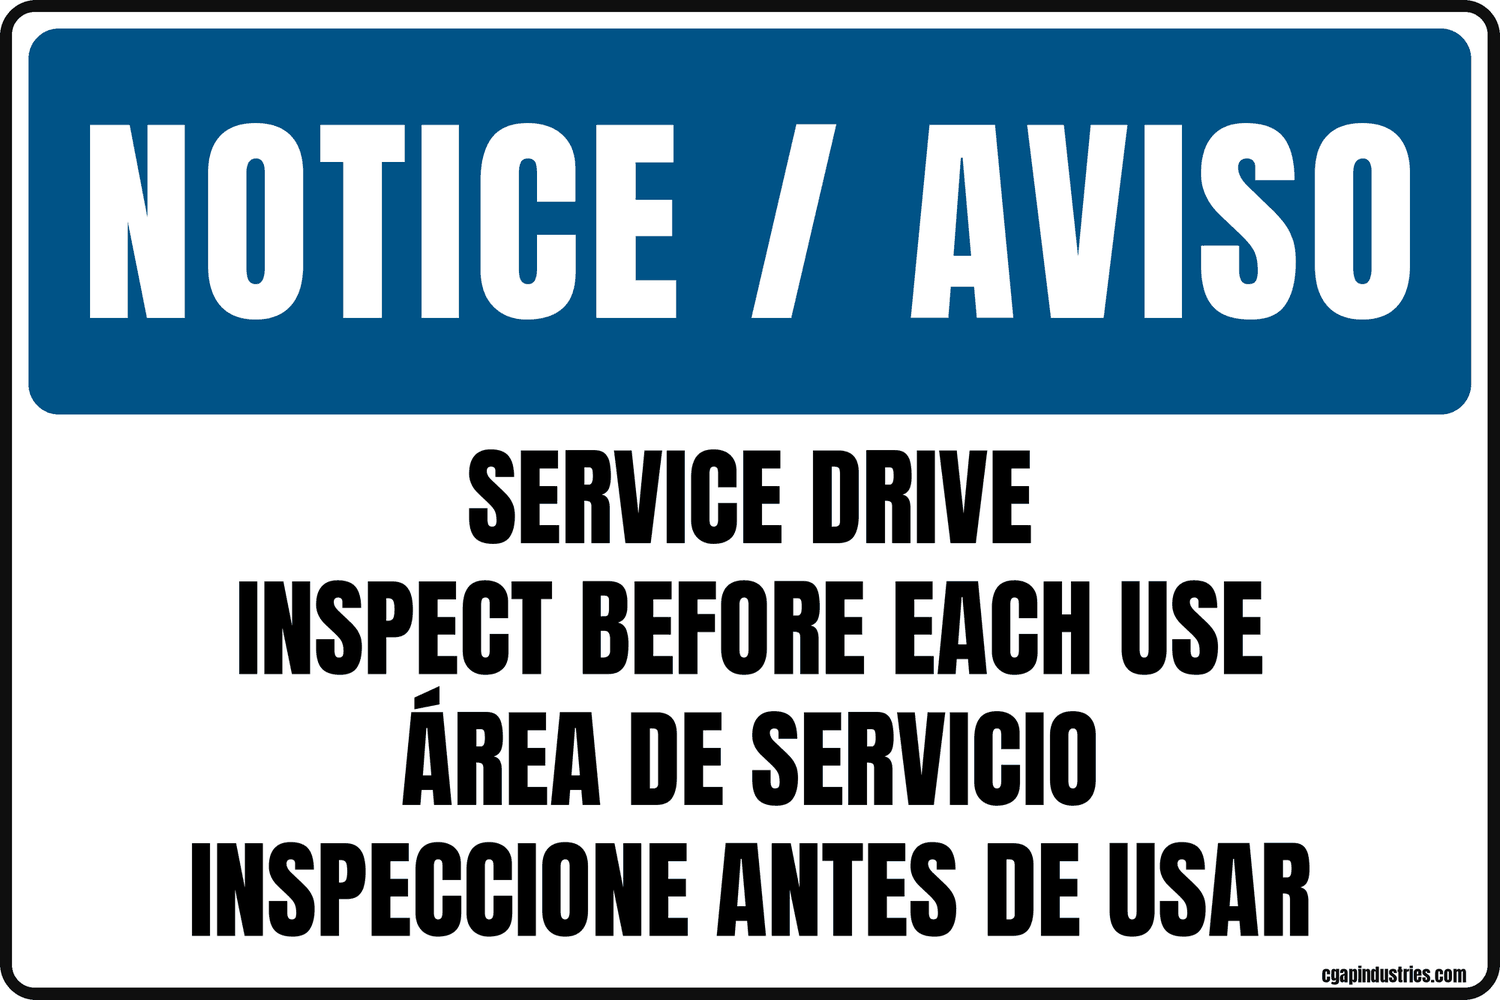 NOTICE / AVISO
SERVICE DRIVE
INSPECT BEFORE EACH USE
ÁREA DE SERVICIO
INSPECCIONE ANTES DE USAR
cgapindustries.com